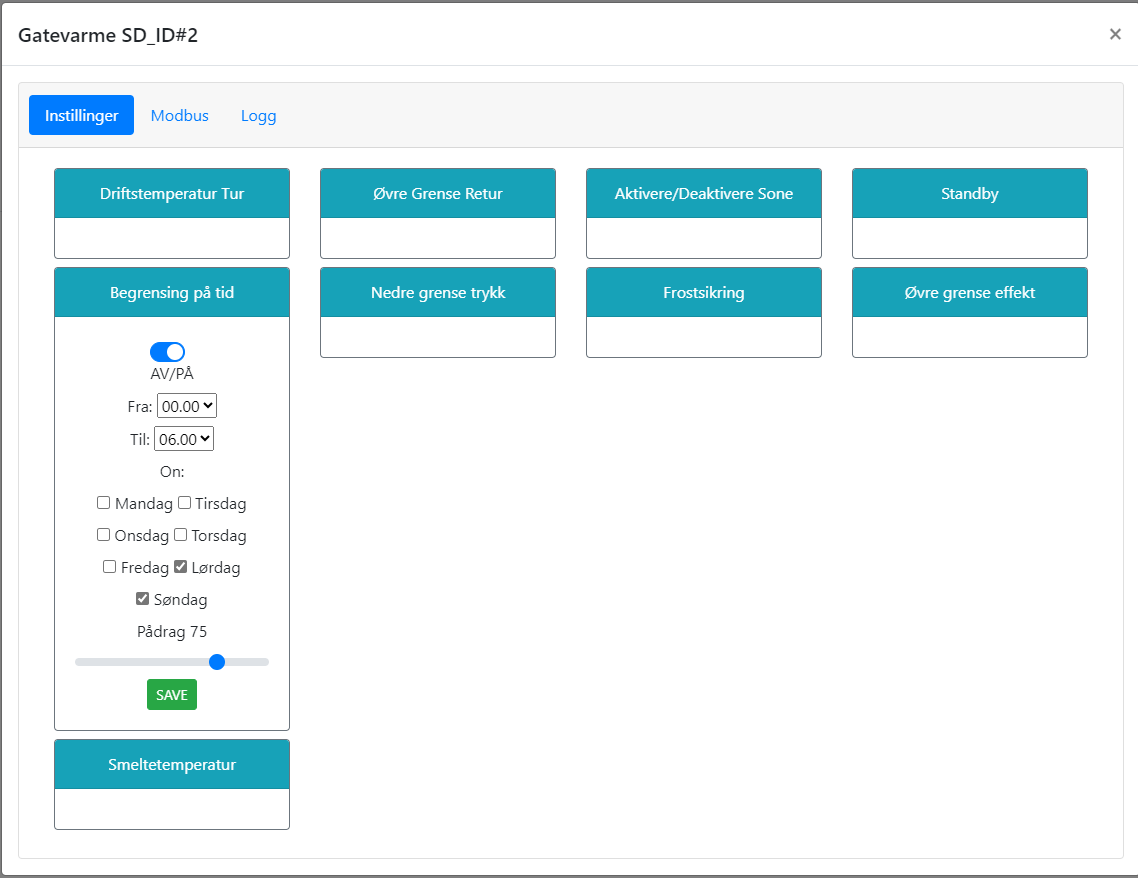 Gatevarme SD_ID#2
×
Instillinger
Modbus
Logg
Driftstemperatur Tur
Øvre Grense Retur
Aktivere/Deaktivere Sone
Standby
Begrensing på tid
Nedre grense trykk
Frostsikring
Øvre grense effekt
AV/PÅ
Fra: 00.00
Til: 06.00
On:
Mandag Tirsdag
Onsdag Torsdag
Fredag Lørdag
Søndag
Pådrag 75
SAVE
Smeltetemperatur